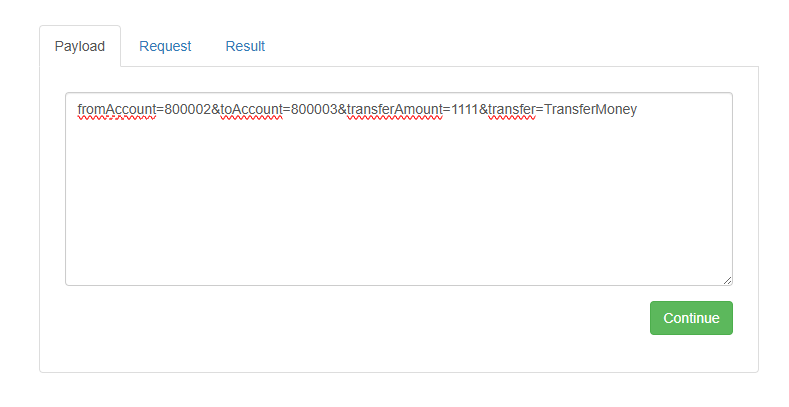 Payload Request Result
fromAccount=800002&toAccount=800003&transferAmount=1111&transfer=TransferMoney
Continue